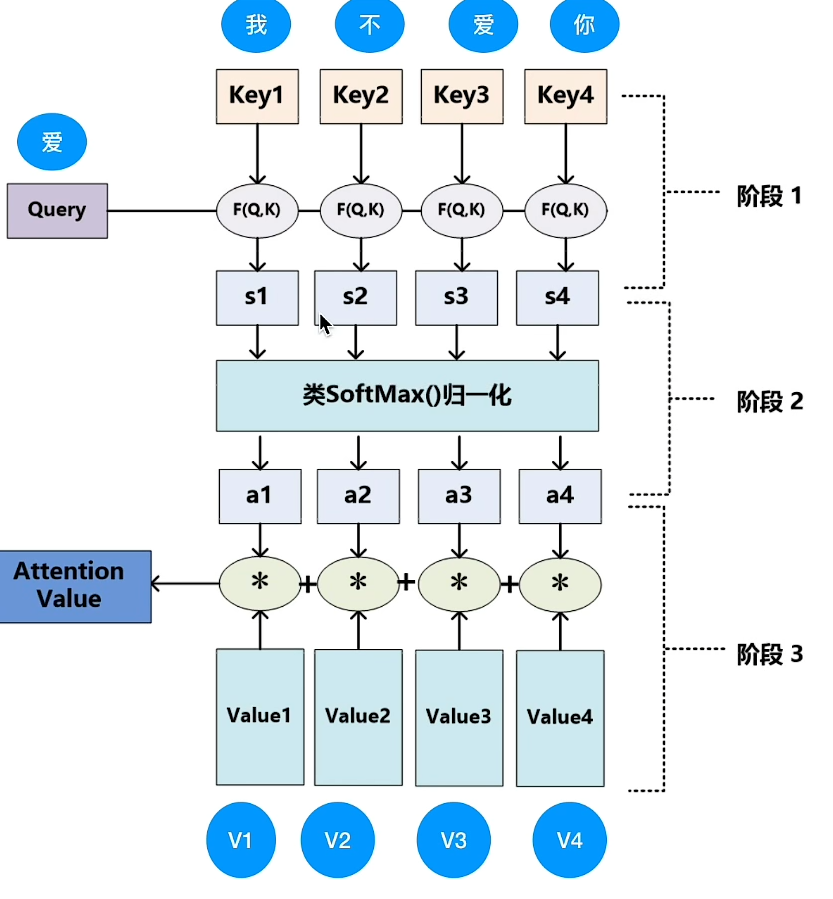 我 不 爱 你
Key1 Key2 Key3 Key4
爱
Query
F(Q,K) F(Q,K) F(Q,K) F(Q,K)
阶段 1
s1 s2 s3 s4
类SoftMax()归一化
阶段 2
a1 a2 a3 a4
Attention
Value
* + * + * + *
阶段 3
Value1 Value2 Value3 Value4
V1 V2 V3 V4